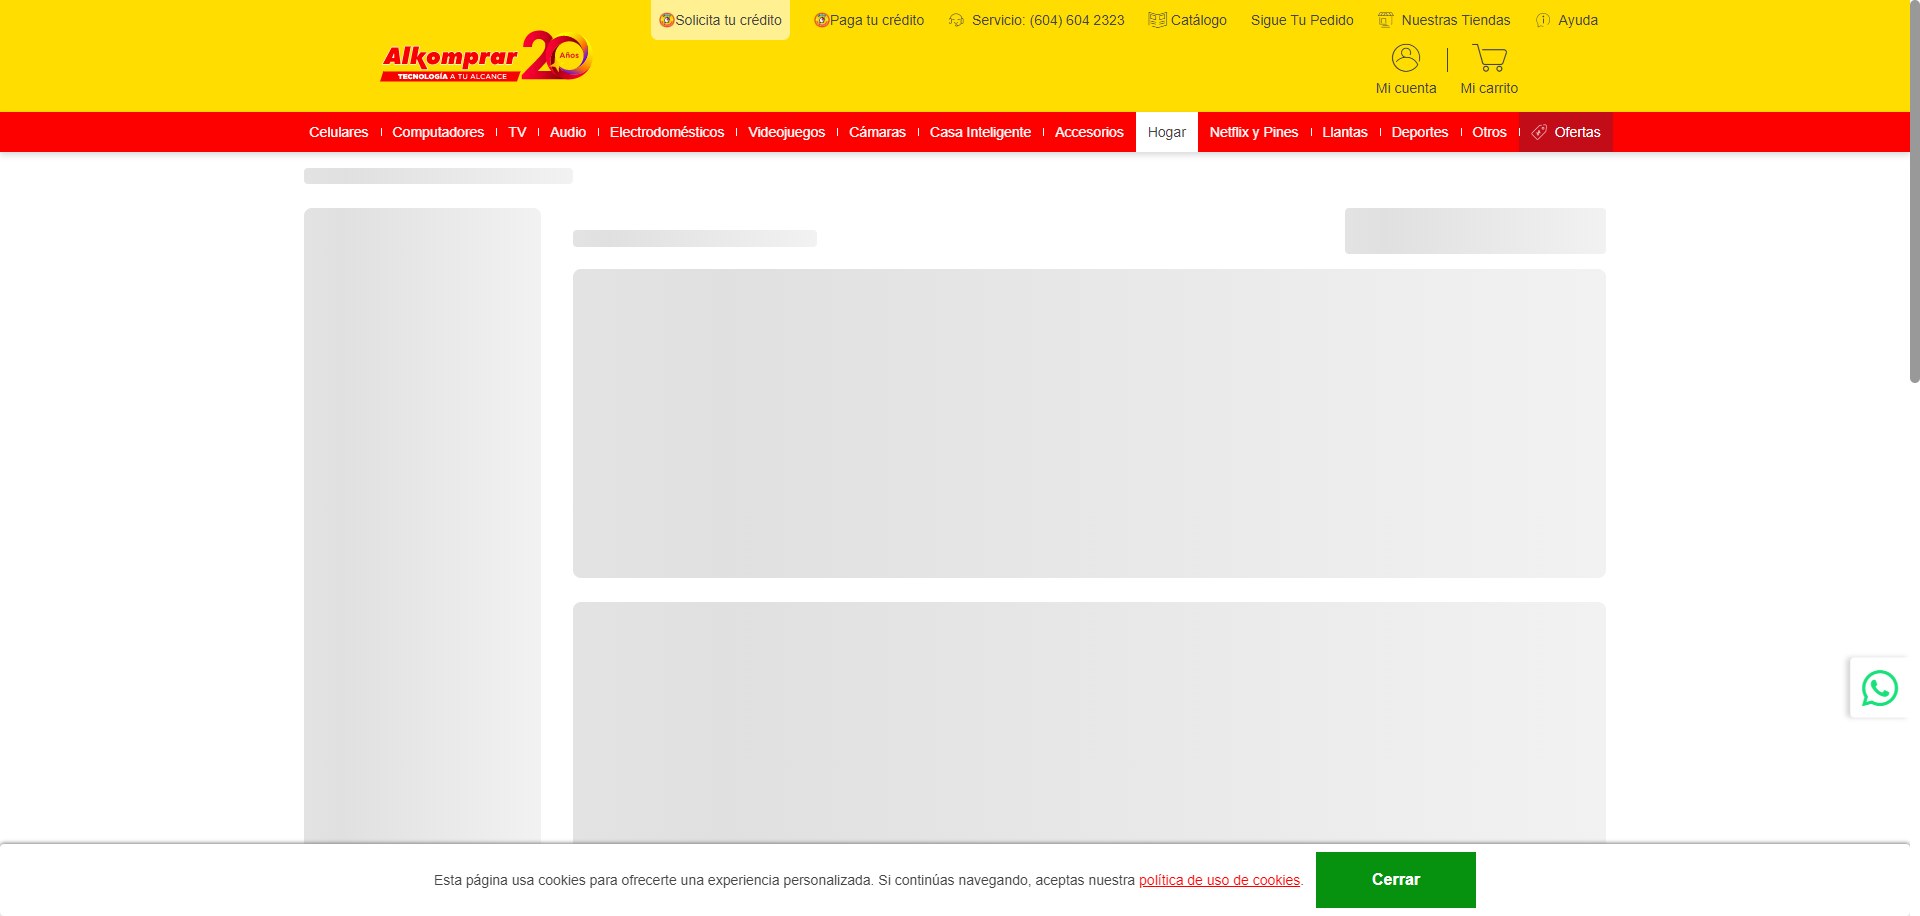 Solicita tu crédito
Paga tu crédito
Servicio: (604) 604 2323
Catálogo
Sigue Tu Pedido
Nuestras Tiendas
Ayuda
Alkomprar 20 Años
TECNOLOGÍA A TU ALCANCE
Mi cuenta
Mi carrito
Celulares
Computadores
TV
Audio
Electrodomésticos
Videojuegos
Cámaras
Casa Inteligente
Accesorios
Hogar
Netflix y Pines
Llantas
Deportes
Otros
Ofertas
Esta página usa cookies para ofrecerte una experiencia personalizada. Si continúas navegando, aceptas nuestra política de uso de cookies.
Cerrar